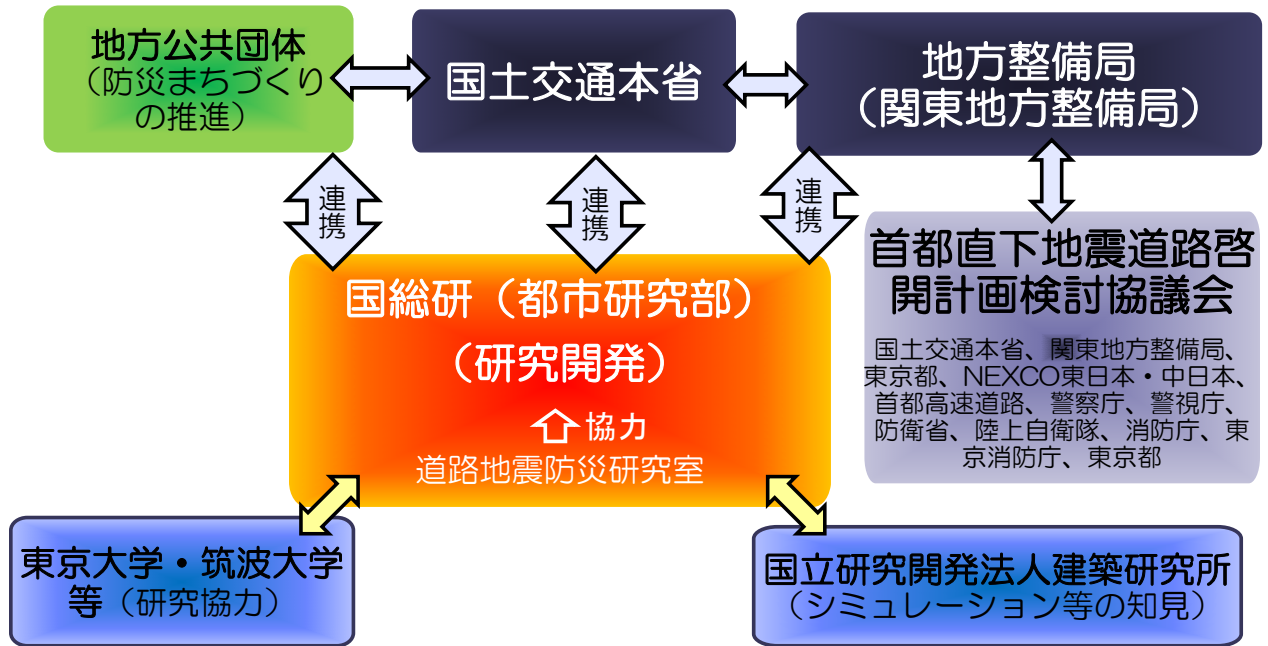 地方公共団体
（防災まちづくり
の推進）
国土交通本省
地方整備局
（関東地方整備局）
連携
連携
連携
首都直下地震道路啓
開計画検討協議会
国土交通本省、関東地方整備局、
東京都、NEXCO東日本・中日本、
首都高速道路、警察庁、警視庁、
防衛省、陸上自衛隊、消防庁、東
京消防庁、東京都
国総研（都市研究部）
（研究開発）
協力
道路地震防災研究室
東京大学・筑波大学
等（研究協力）
国立研究開発法人建築研究所
（シミュレーション等の知見）